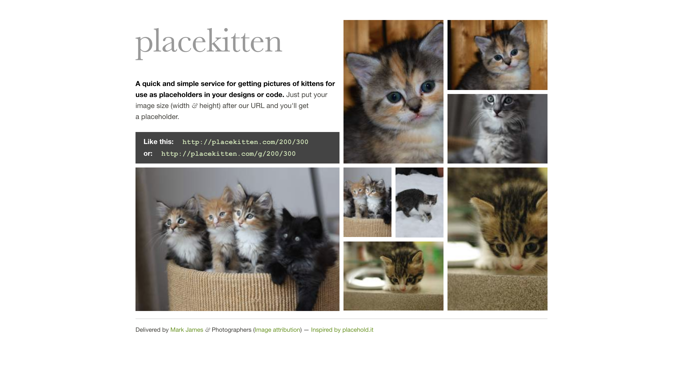 placekitten
A quick and simple service for getting pictures of kittens for
use as placeholders in your designs or code. Just put your
image size (width & height) after our URL and you'll get
a placeholder.
Like this: http://placekitten.com/200/300
or: http://placekitten.com/g/200/300
Delivered by Mark James & Photographers (image attribution) — Inspired by placehold.it